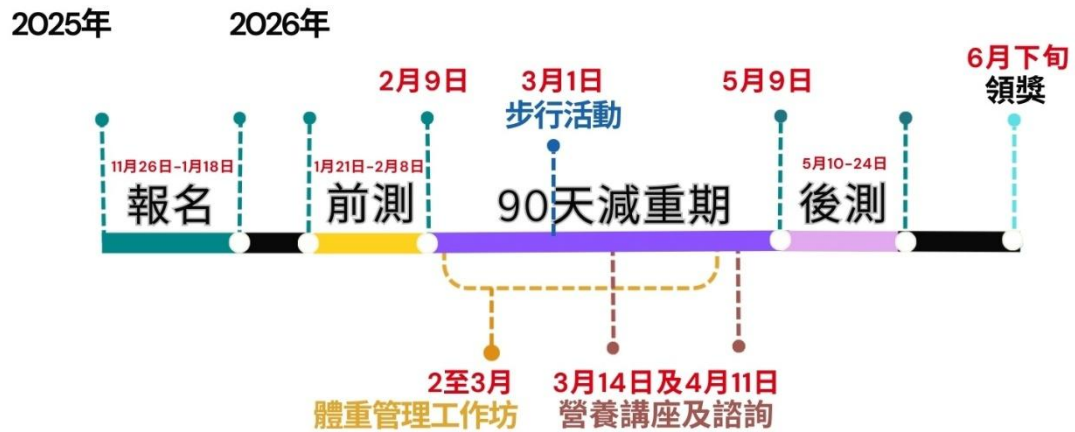 2025年
2026年
6月下旬
領獎
2月9日
3月1日
步行活動
5月9日
11月26日-1月18日
報名
1月21日-2月8日
前測
90天減重期
5月10-24日
後測
2至3月
體重管理工作坊
3月14日及4月11日
營養講座及諮詢